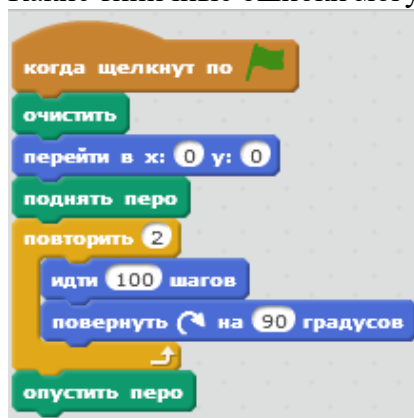 когда щелкнут по
очистить
перейти в x: 0 y: 0
поднять перо
повторить 2
идти 100 шагов
повернуть на 90 градусов
опустить перо